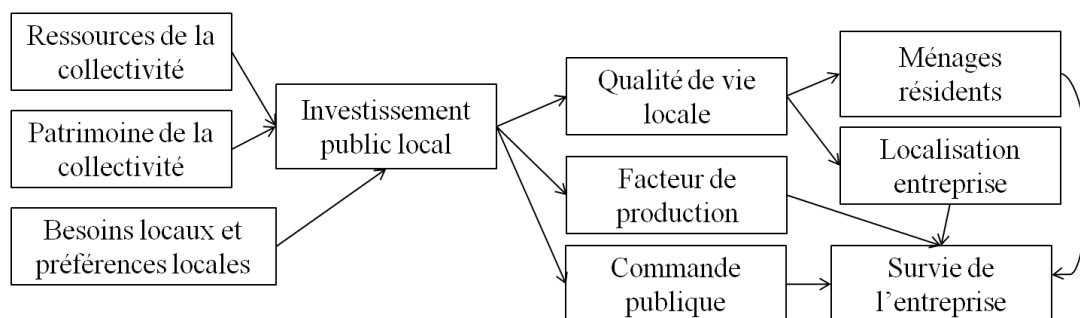 Ressources de la
collectivité
Patrimoine de la
collectivité
Besoins locaux et
préférences locales
Investissement
public local
Qualité de vie
locale
Facteur de
production
Commande
publique
Ménages
résidents
Localisation
entreprise
Survie de
l’entreprise